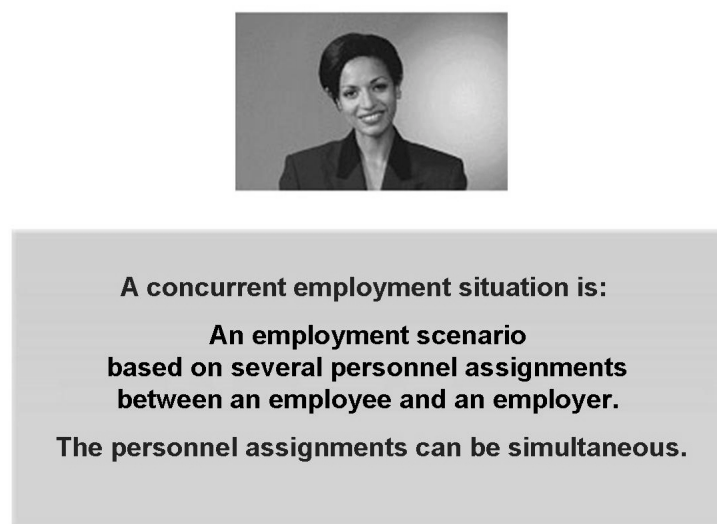 A concurrent employment situation is:
An employment scenario
based on several personnel assignments
between an employee and an employer.
The personnel assignments can be simultaneous.